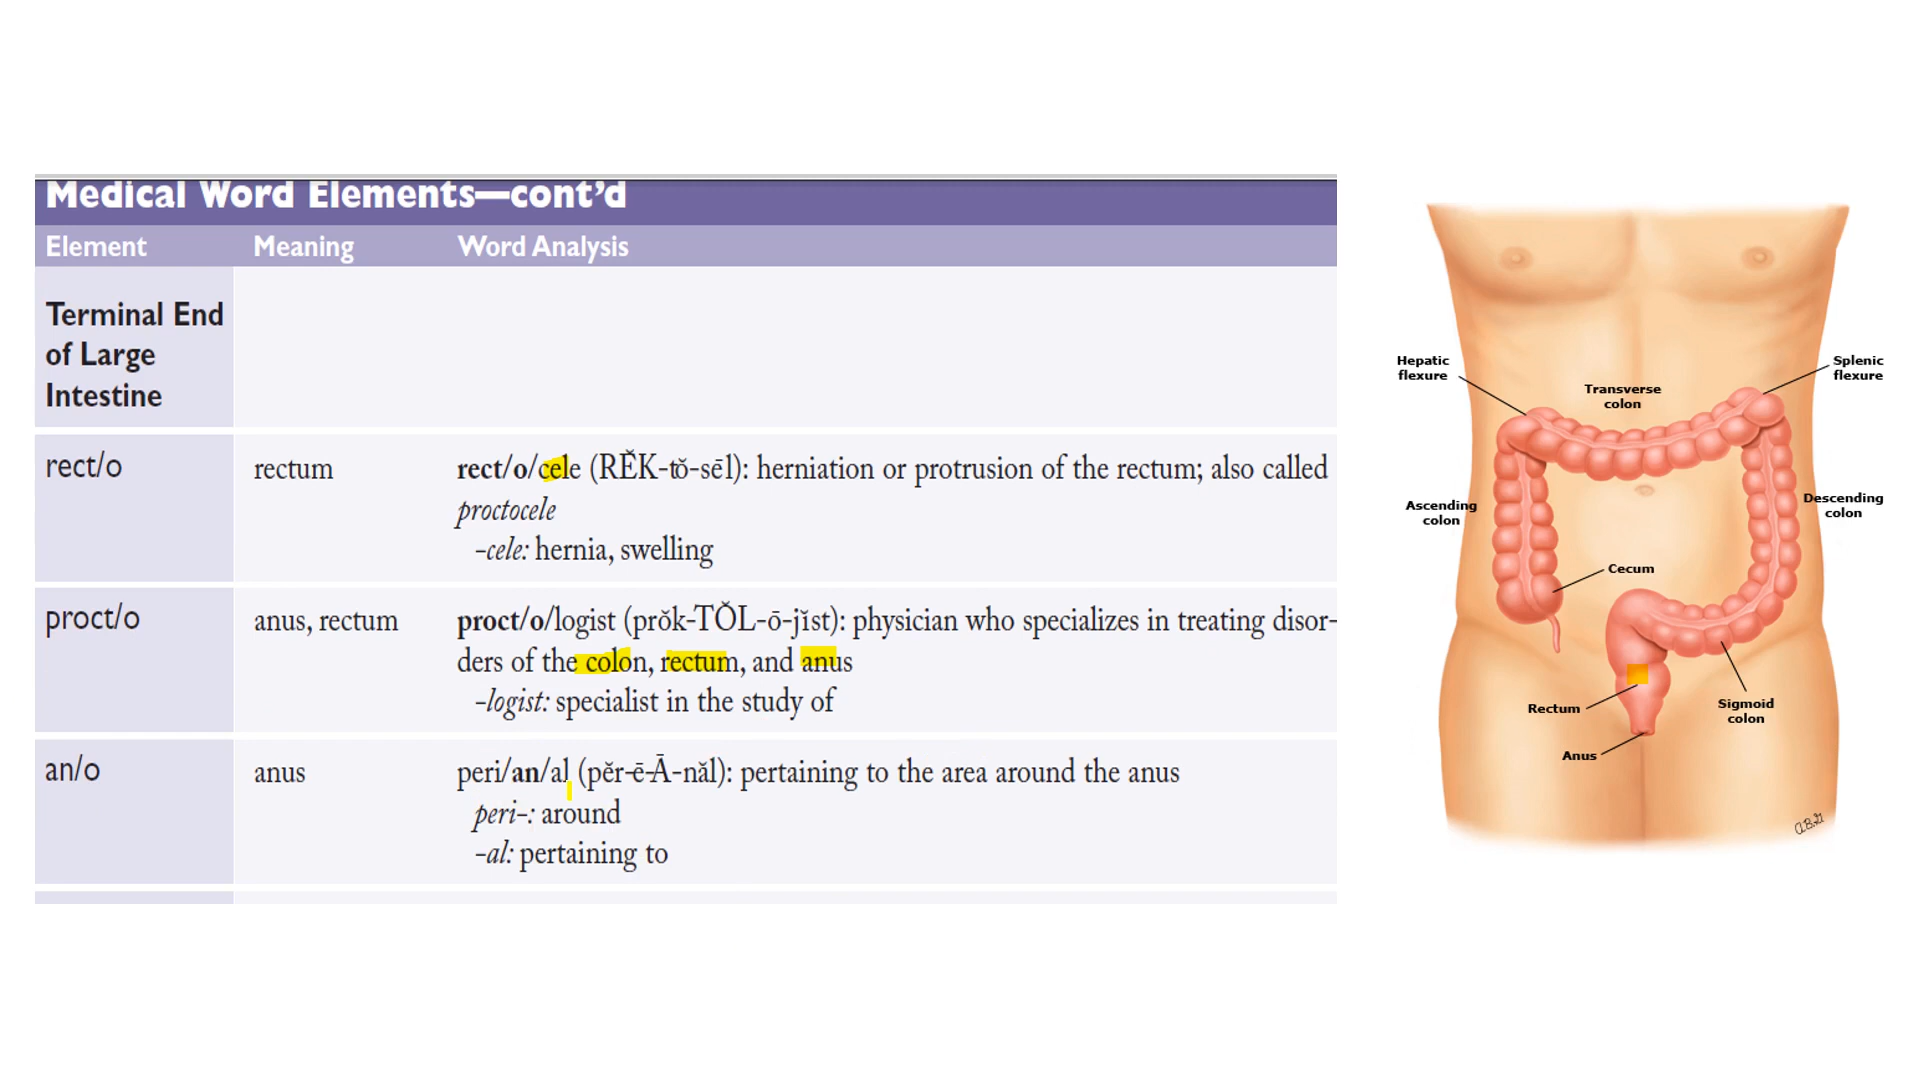 Medical Word Elements—cont’d
Element Meaning Word Analysis
Terminal End
of Large
Intestine
rect/o rectum rect/o/cele (RĔK-tŏ-sēl): herniation or protrusion of the rectum; also called
proctocele
-cele: hernia, swelling
proct/o anus, rectum proct/o/logist (prŏk-TŎL-ō-jĭst): physician who specializes in treating disor-
ders of the colon, rectum, and anus
-logist: specialist in the study of
an/o anus peri/an/al (pĕr-ē-Ā-năl): pertaining to the area around the anus
peri-: around
-al: pertaining to
Hepatic
flexure
Transverse
colon
Splenic
flexure
Ascending
colon
Descending
colon
Cecum
Rectum
Sigmoid
colon
Anus